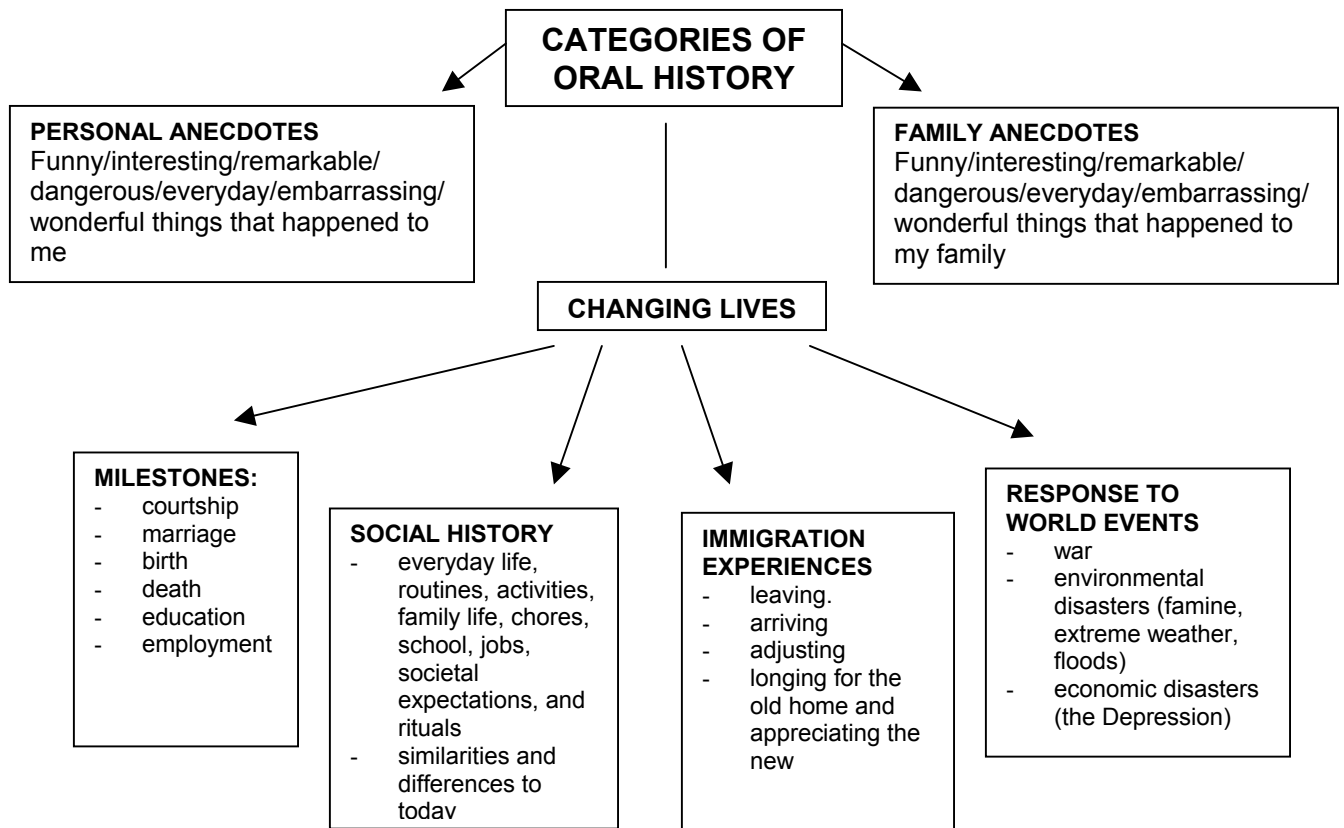 CATEGORIES OF
ORAL HISTORY
PERSONAL ANECDOTES
Funny/interesting/remarkable/
dangerous/everyday/embarrassing/
wonderful things that happened to
me
FAMILY ANECDOTES
Funny/interesting/remarkable/
dangerous/everyday/embarrassing/
wonderful things that happened to
my family
CHANGING LIVES
MILESTONES:
- courtship
- marriage
- birth
- death
- education
- employment
SOCIAL HISTORY
- everyday life,
routines, activities,
family life, chores,
school, jobs,
societal
expectations, and
rituals
- similarities and
differences to
today
IMMIGRATION
EXPERIENCES
- leaving.
- arriving
- adjusting
- longing for the
old home and
appreciating the
new
RESPONSE TO
WORLD EVENTS
- war
- environmental
disasters (famine,
extreme weather,
floods)
- economic disasters
(the Depression)